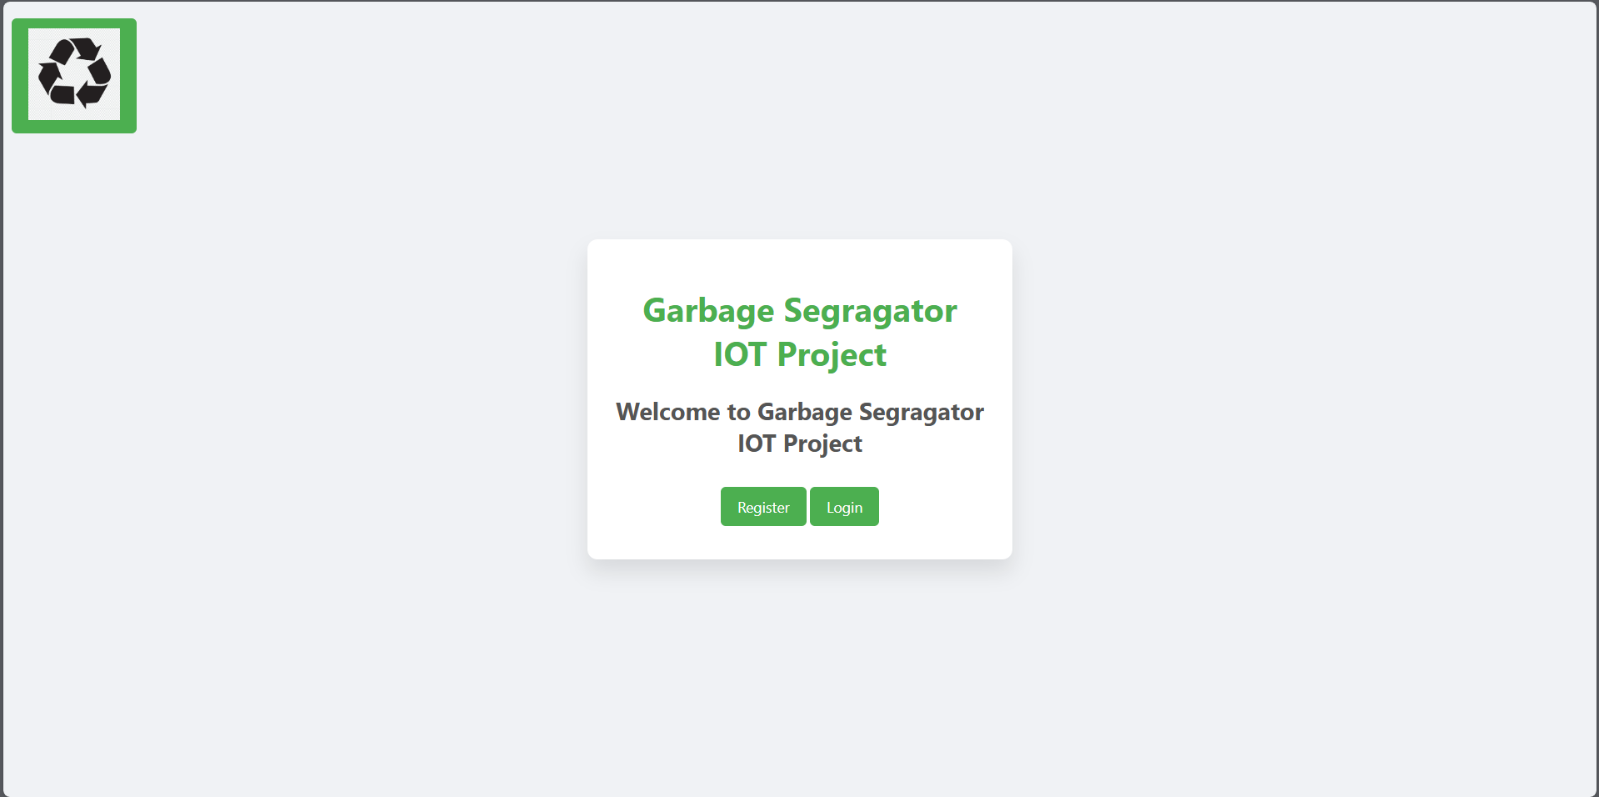 Garbage Segragator
IOT Project
Welcome to Garbage Segragator
IOT Project
Register
Login